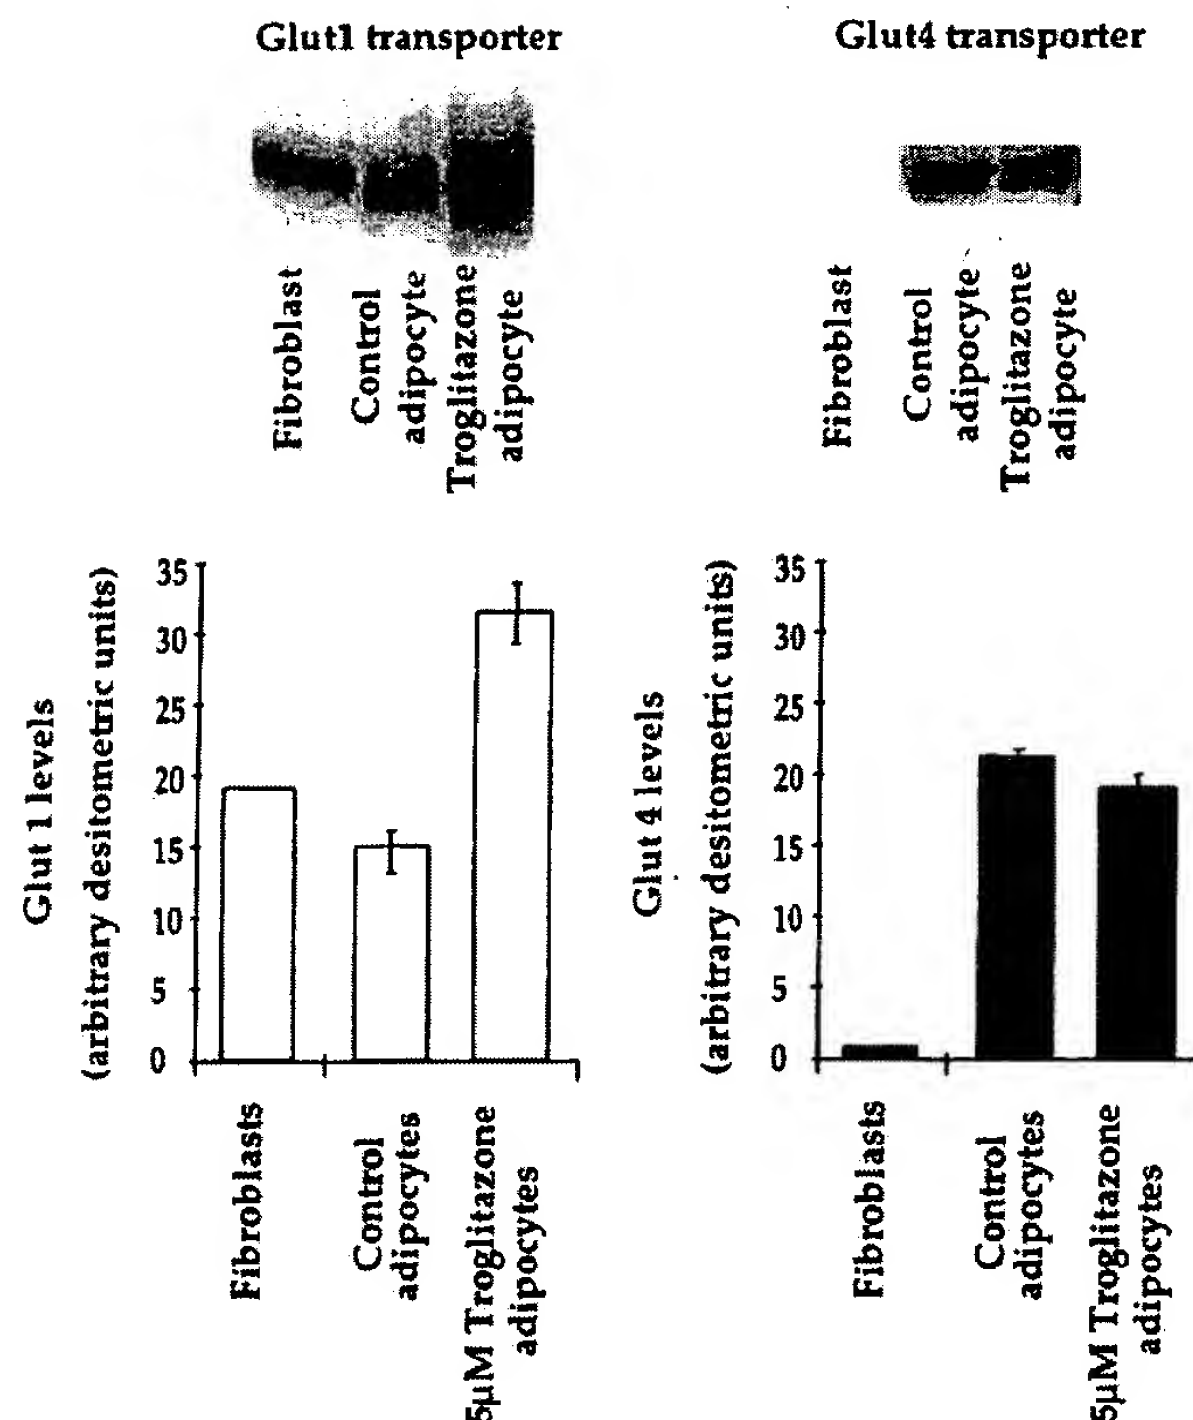 Glut1 transporter
Glut4 transporter
Fibroblast
Control
adipocyte
Troglitazone
adipocyte
Fibroblast
Control
adipocyte
Troglitazone
adipocyte
Glut 1 levels
(arbitrary desitometric units)
35
30
25
20
15
10
5
0
Fibroblasts
Control
adipocytes
5µM Troglitazone
adipocytes
Glut 4 levels
(arbitrary desitometric units)
35
30
25
20
15
10
5
0
Fibroblasts
Control
adipocytes
5µM Troglitazone
adipocytes